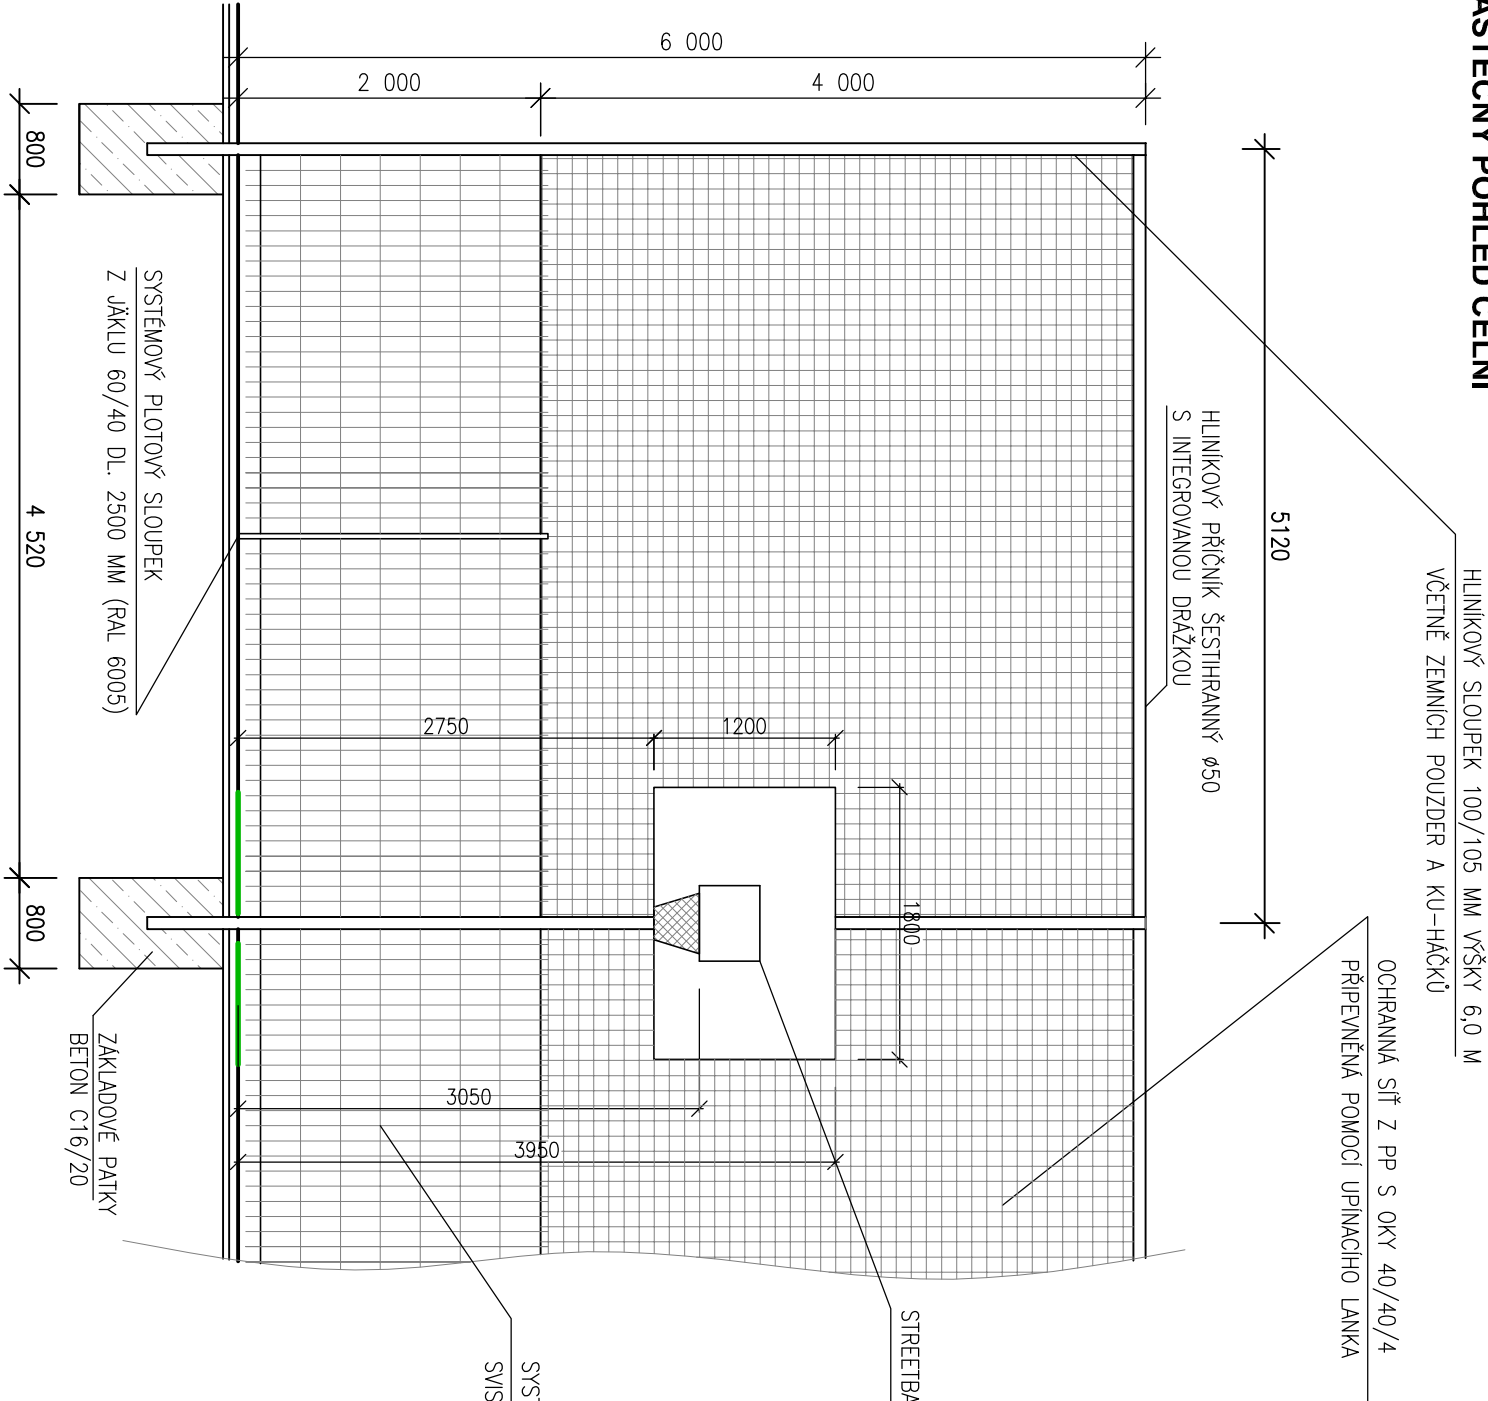 ÁSTEČNÝ POHLED ČELNÍ
HLINÍKOVÝ SLOUPEK 100/105 MM VÝŠKY 6,0 M
VČETNĚ ZEMNÍCH POUZDER A KU-HÁČKŮ
OCHRANNÁ SÍŤ Z PP S OKY 40/40/4
PŘIPEVNĚNÁ POMOCÍ UPÍNACÍHO LANKA
5120
HLINÍKOVÝ PŘÍČNÍK ŠESTIHRANNÝ ø50
S INTEGROVANOU DRÁŽKOU
6 000
4 000
2 000
1800
1200
2750
3050
3950
STREETBA
SYST
SVIS
SYSTÉMOVÝ PLOTOVÝ SLOUPEK
Z JÄKLU 60/40 DL. 2500 MM (RAL 6005)
ZÁKLADOVÉ PATKY
BETON C16/20
800
4 520
800